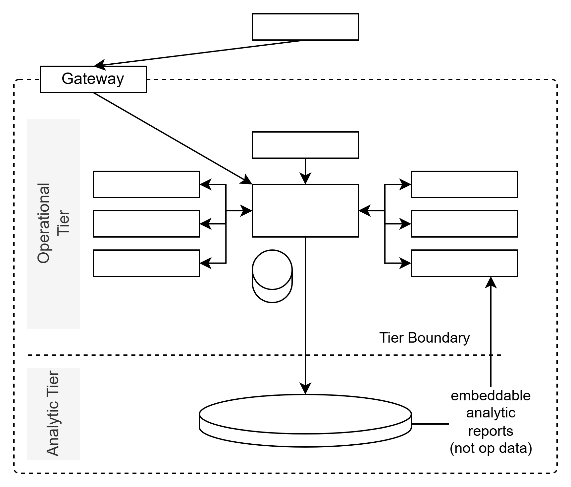 Gateway
Operational
Tier
Tier Boundary
Analytic Tier
embeddable
analytic
reports
(not op data)